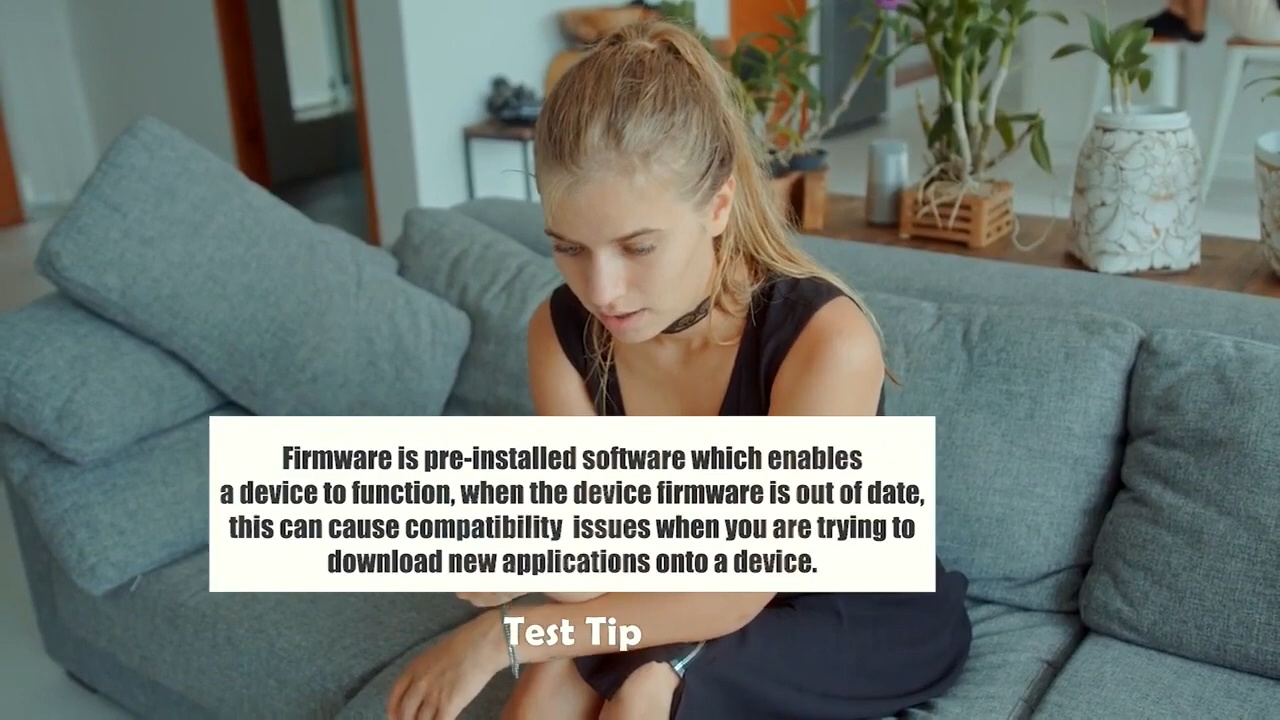 Firmware is pre-installed software which enables
a device to function, when the device firmware is out of date,
this can cause compatibility issues when you are trying to
download new applications onto a device.
Test Tip